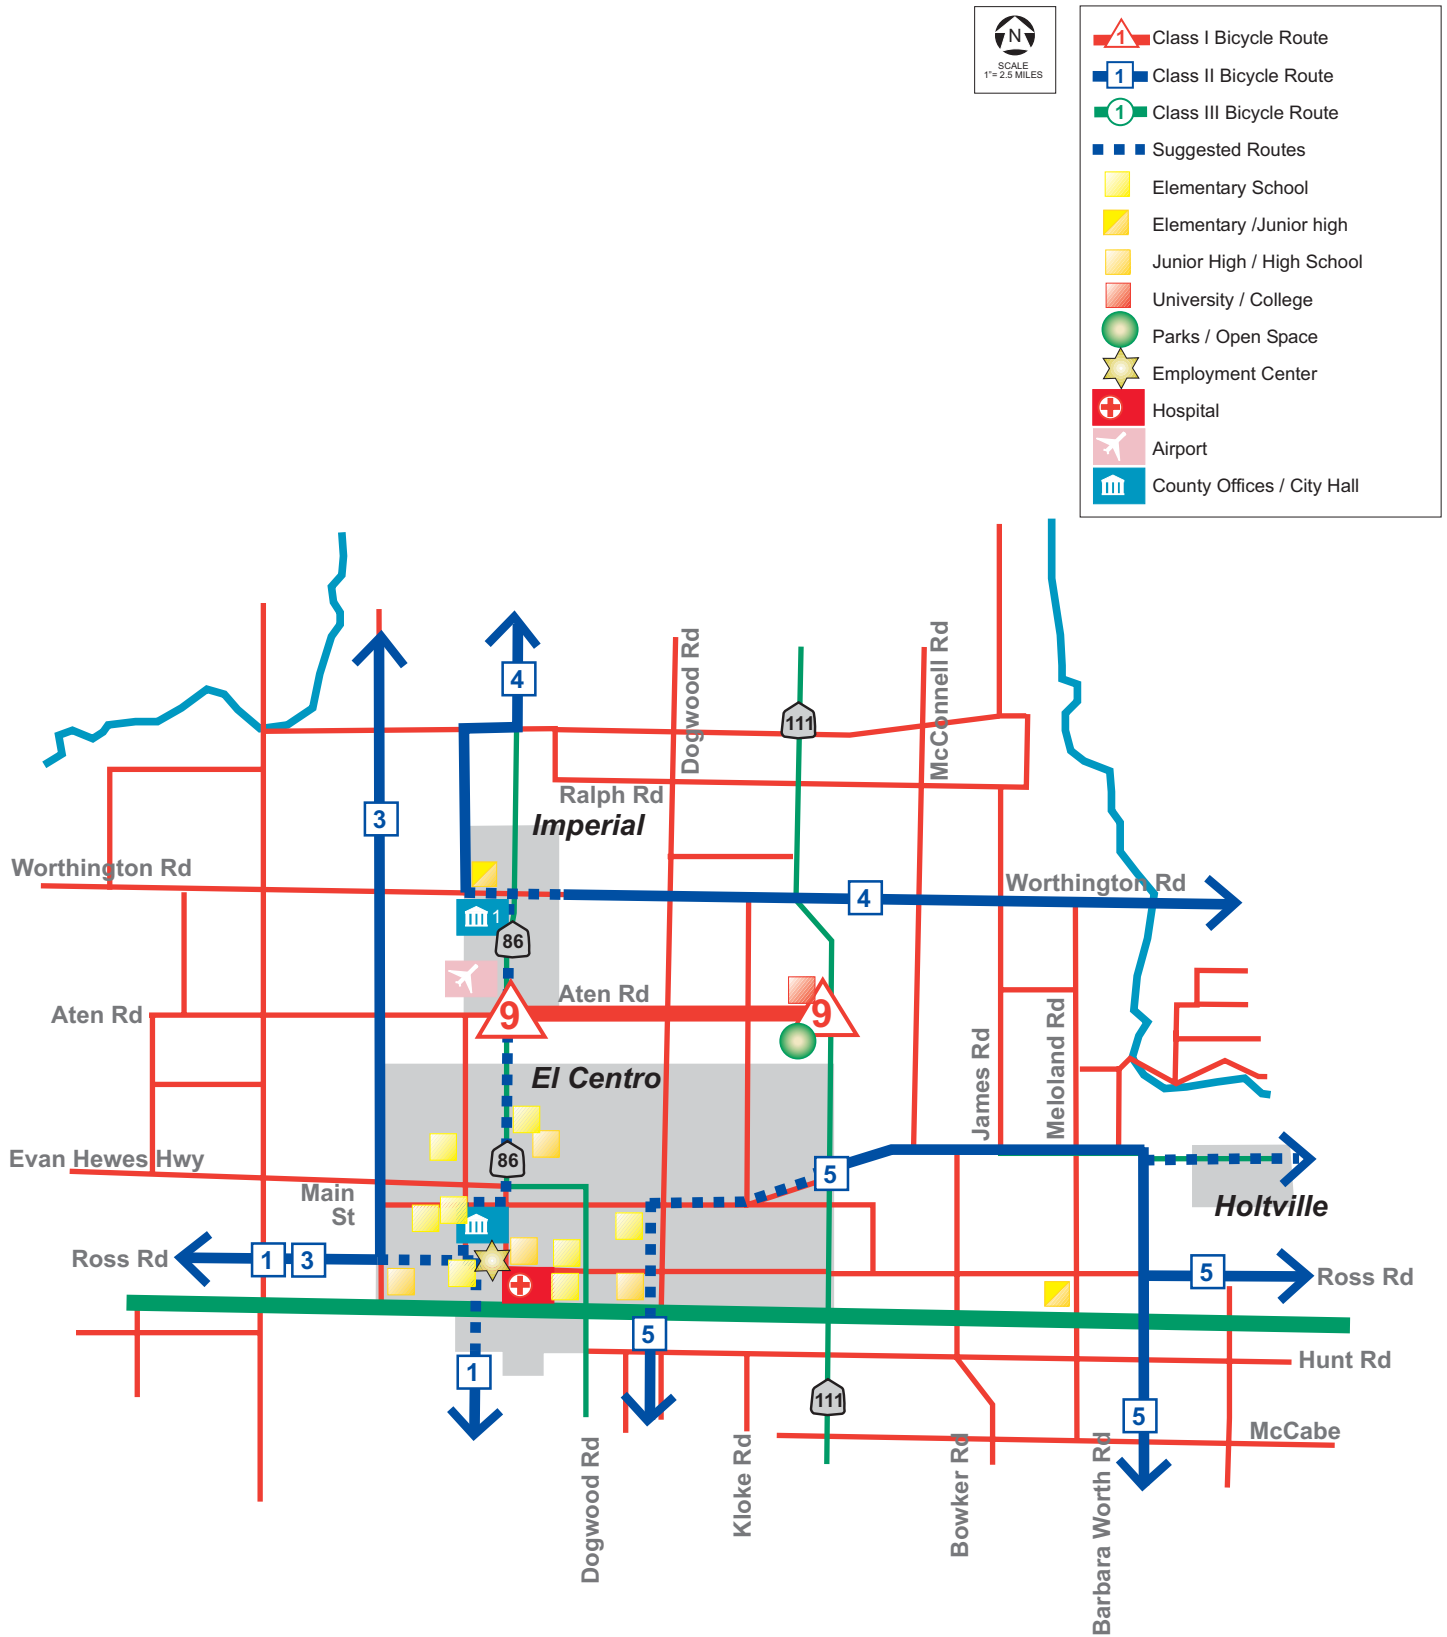 N
SCALE
1"= 2.5 MILES
1 Class I Bicycle Route
1 Class II Bicycle Route
1 Class III Bicycle Route
Suggested Routes
Elementary School
Elementary /Junior high
Junior High / High School
University / College
Parks / Open Space
Employment Center
Hospital
Airport
County Offices / City Hall
4
Dogwood Rd
111
McConnell Rd
3
Ralph Rd
Imperial
Worthington Rd
Worthington Rd
4
1
86
Aten Rd
Aten Rd
9
9
James Rd
Meloland Rd
El Centro
Evan Hewes Hwy
86
5
Main
St
Holtville
Ross Rd
1
3
5
Ross Rd
5
Hunt Rd
1
111
5
McCabe
Dogwood Rd
Kloke Rd
Bowker Rd
Barbara Worth Rd